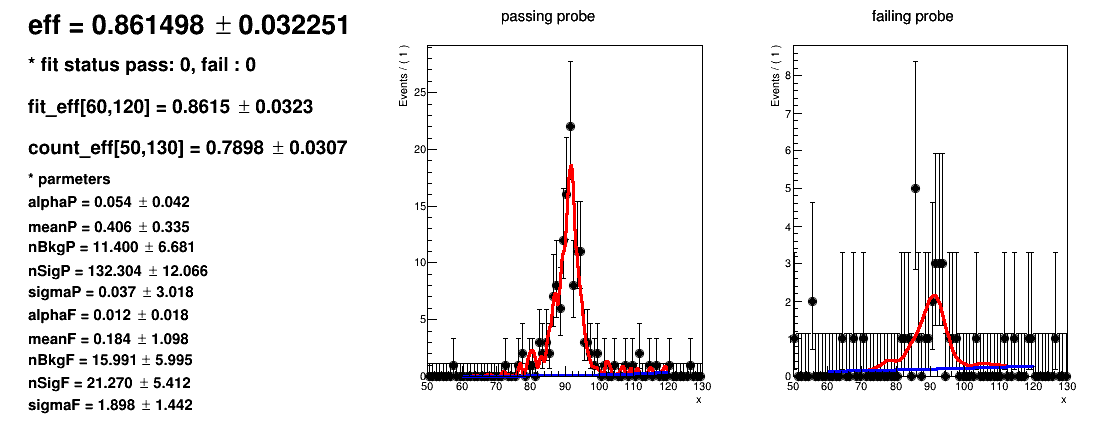 eff = 0.861498 ± 0.032251
* fit status pass: 0, fail : 0
fit_eff[60,120] = 0.8615 ± 0.0323
count_eff[50,130] = 0.7898 ± 0.0307
* parmeters
alphaP = 0.054 ± 0.042
meanP = 0.406 ± 0.335
nBkgP = 11.400 ± 6.681
nSigP = 132.304 ± 12.066
sigmaP = 0.037 ± 3.018
alphaF = 0.012 ± 0.018
meanF = 0.184 ± 1.098
nBkgF = 15.991 ± 5.995
nSigF = 21.270 ± 5.412
sigmaF = 1.898 ± 1.442
passing probe
Events / ( 1 )
25
20
15
10
5
0
50 60 70 80 90 100 110 120 130
x
failing probe
Events / ( 1 )
8
7
6
5
4
3
2
1
0
50 60 70 80 90 100 110 120 130
x